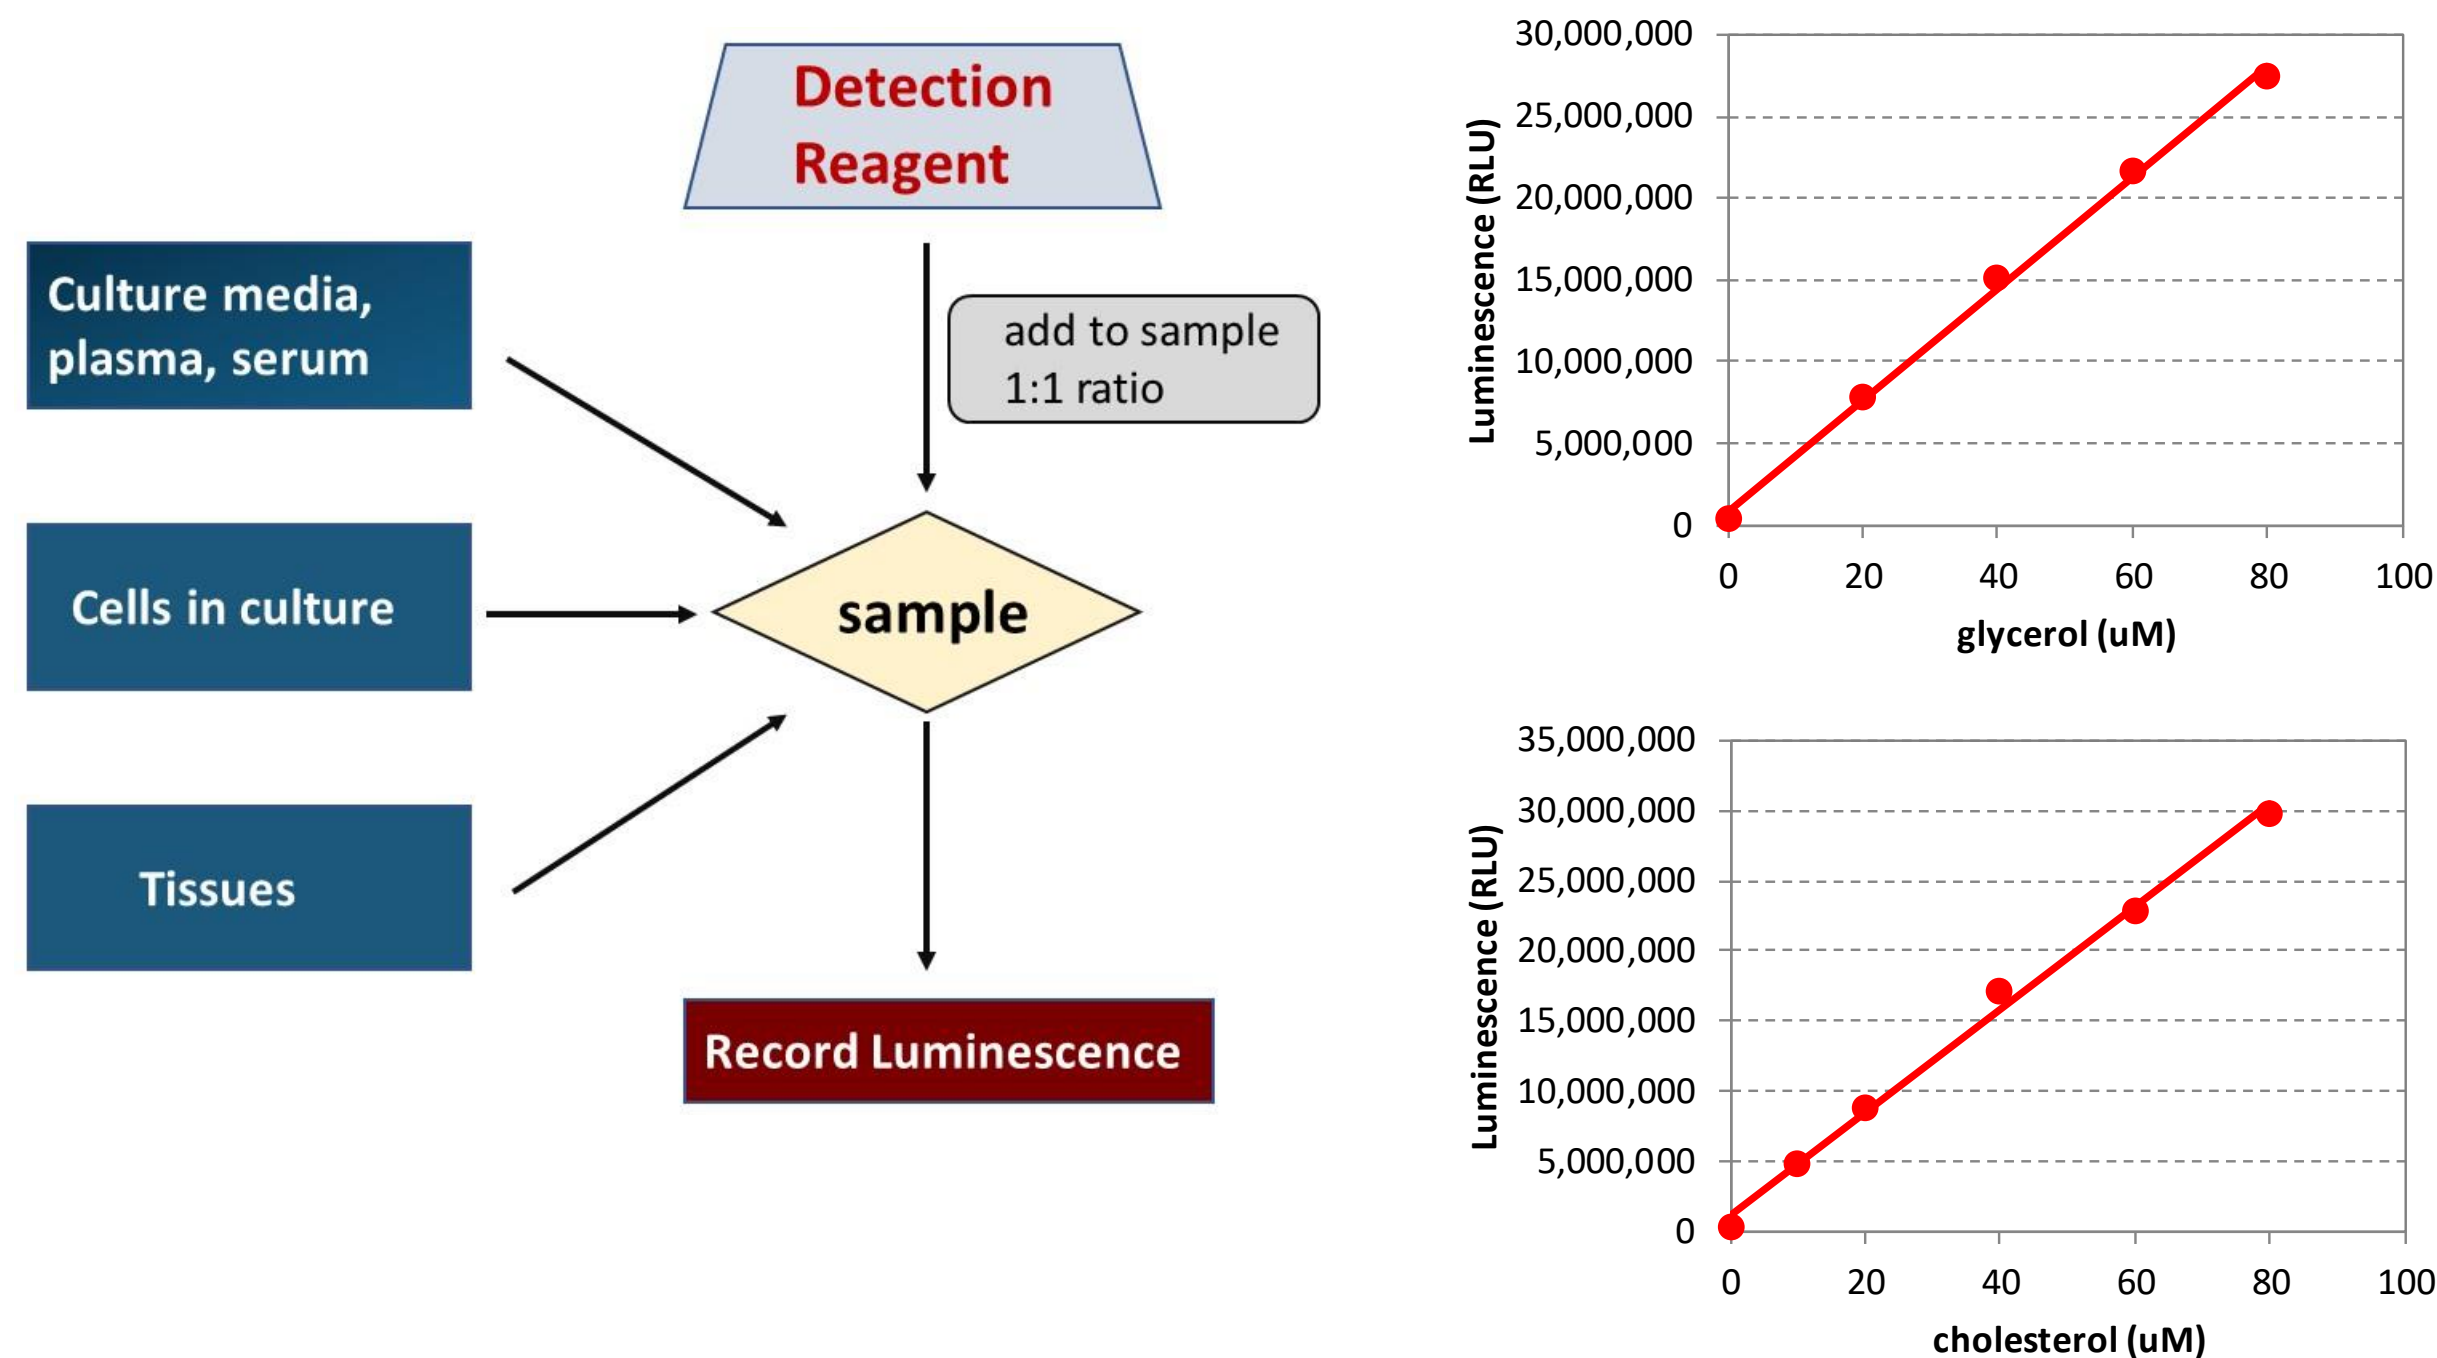 Detection
Reagent
Culture media,
plasma, serum
add to sample
1:1 ratio
Cells in culture
sample
Tissues
Record Luminescence
Luminescence (RLU)
30,000,000
25,000,000
20,000,000
15,000,000
10,000,000
5,000,000
0
0 20 40 60 80 100
glycerol (uM)
Luminescence (RLU)
35,000,000
30,000,000
25,000,000
20,000,000
15,000,000
10,000,000
5,000,000
0
0 20 40 60 80 100
cholesterol (uM)